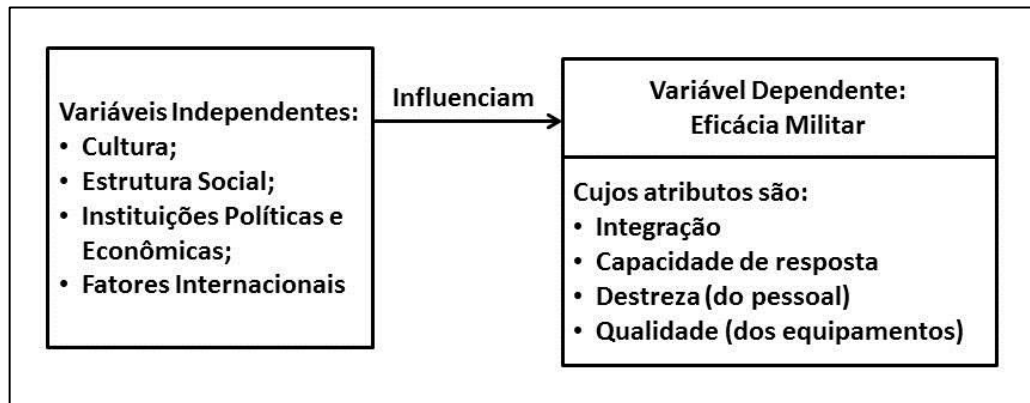 Variáveis Independentes:
• Cultura;
• Estrutura Social;
• Instituições Políticas e
Econômicas;
• Fatores Internacionais
Influenciam
Variável Dependente:
Eficácia Militar
Cujos atributos são:
• Integração
• Capacidade de resposta
• Destreza (do pessoal)
• Qualidade (dos equipamentos)